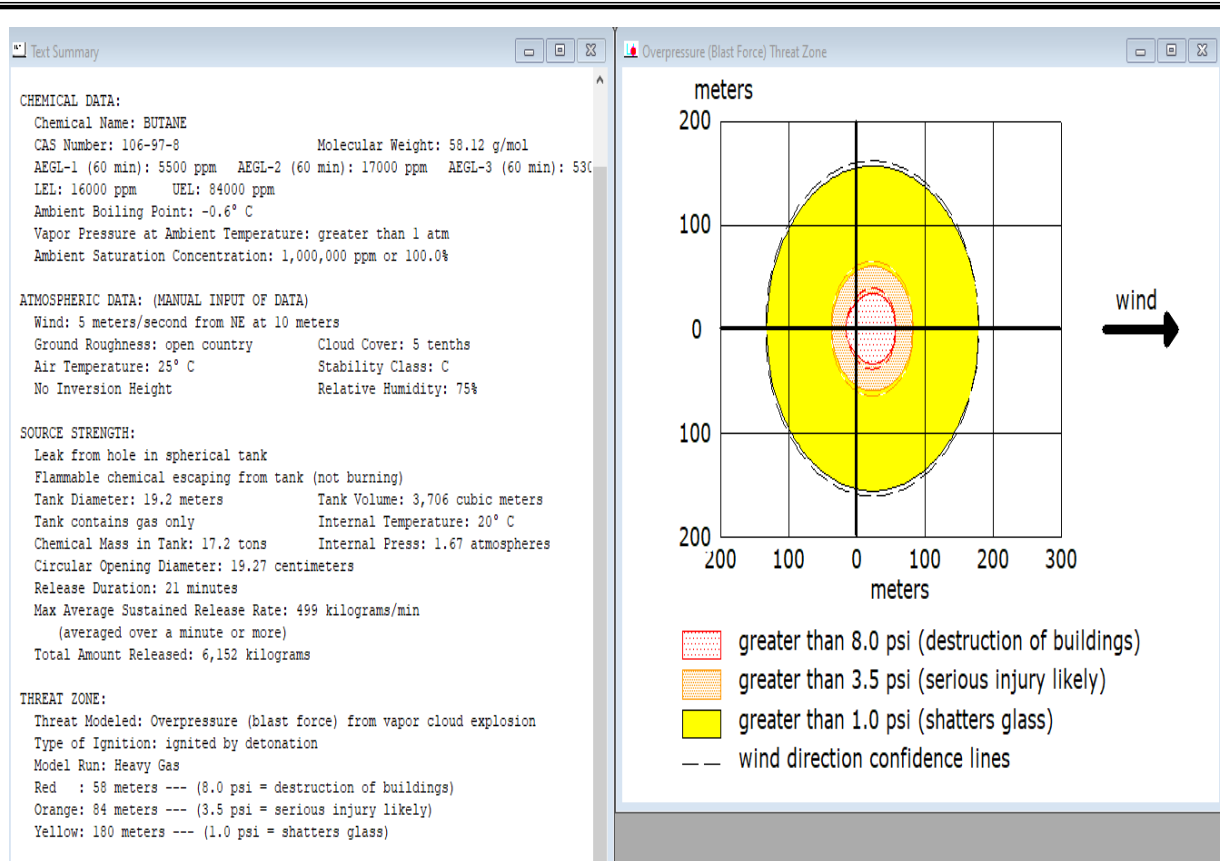 Text Summary
CHEMICAL DATA:
Chemical Name: BUTANE
CAS Number: 106-97-8 Molecular Weight: 58.12 g/mol
AEGL-1 (60 min): 5500 ppm AEGL-2 (60 min): 17000 ppm AEGL-3 (60 min): 530
LEL: 16000 ppm UEL: 84000 ppm
Ambient Boiling Point: -0.6° C
Vapor Pressure at Ambient Temperature: greater than 1 atm
Ambient Saturation Concentration: 1,000,000 ppm or 100.0%
ATMOSPHERIC DATA: (MANUAL INPUT OF DATA)
Wind: 5 meters/second from NE at 10 meters
Ground Roughness: open country Cloud Cover: 5 tenths
Air Temperature: 25° C Stability Class: C
No Inversion Height Relative Humidity: 75%
SOURCE STRENGTH:
Leak from hole in spherical tank
Flammable chemical escaping from tank (not burning)
Tank Diameter: 19.2 meters Tank Volume: 3,706 cubic meters
Tank contains gas only Internal Temperature: 20° C
Chemical Mass in Tank: 17.2 tons Internal Press: 1.67 atmospheres
Circular Opening Diameter: 19.27 centimeters
Release Duration: 21 minutes
Max Average Sustained Release Rate: 499 kilograms/min
(averaged over a minute or more)
Total Amount Released: 6,152 kilograms
THREAT ZONE:
Threat Modeled: Overpressure (blast force) from vapor cloud explosion
Type of Ignition: ignited by detonation
Model Run: Heavy Gas
Red : 58 meters --- (8.0 psi = destruction of buildings)
Orange: 84 meters --- (3.5 psi = serious injury likely)
Yellow: 180 meters --- (1.0 psi = shatters glass)
Overpressure (Blast Force) Threat Zone
meters
200
100
0
100
200
200 100 0 100 200 300
meters
wind
greater than 8.0 psi (destruction of buildings)
greater than 3.5 psi (serious injury likely)
greater than 1.0 psi (shatters glass)
wind direction confidence lines